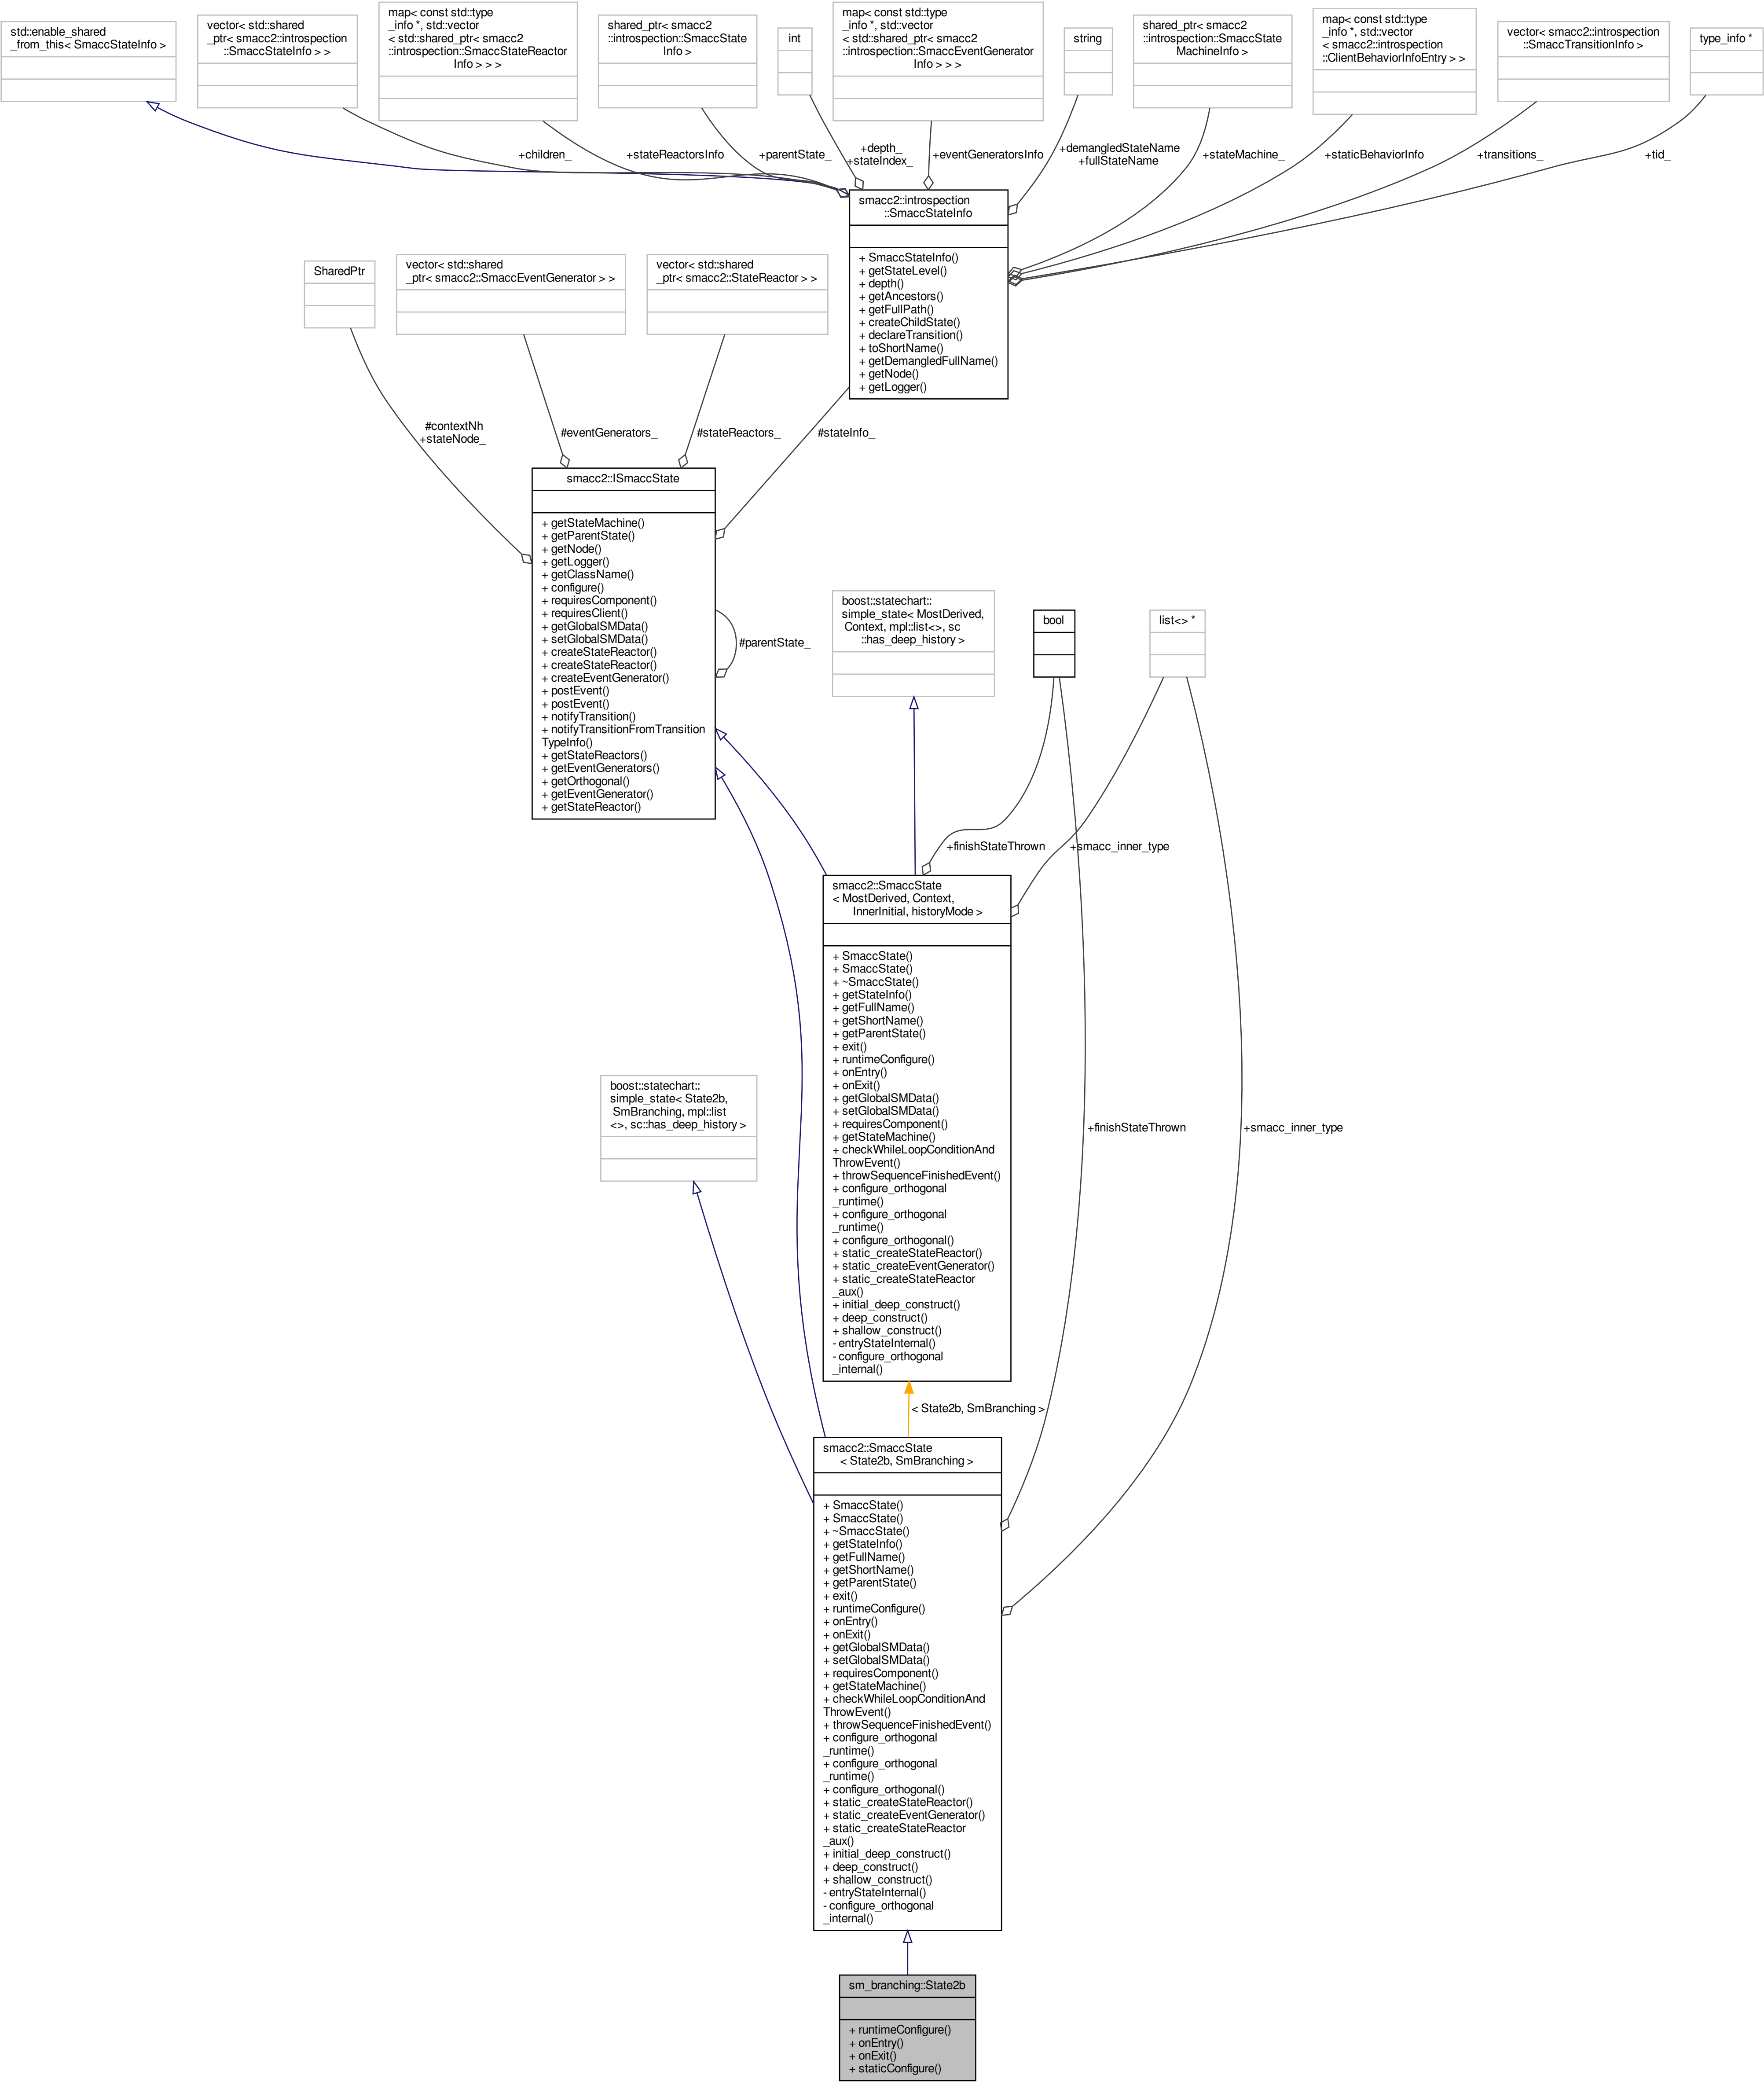 std::enable_shared
_from_this< SmaccStateInfo >
vector< std::shared
_ptr< smacc2::introspection
::SmaccStateInfo > >
map< const std::type
_info *, std::vector
< std::shared_ptr< smacc2
::introspection::SmaccStateReactor
Info > > >
shared_ptr< smacc2
::introspection::SmaccState
Info >
int
map< const std::type
_info *, std::vector
< std::shared_ptr< smacc2
::introspection::SmaccEventGenerator
Info > > >
string
shared_ptr< smacc2
::introspection::SmaccState
MachineInfo >
map< const std::type
_info *, std::vector
< smacc2::introspection
::ClientBehaviorInfoEntry > >
vector< smacc2::introspection
::SmaccTransitionInfo >
type_info *
+children_
+stateReactorsInfo
+parentState_
+depth_
+stateIndex_
+eventGeneratorsInfo
+demangledStateName
+fullStateName
+stateMachine_
+staticBehaviorInfo
+transitions_
+tid_
smacc2::introspection
::SmaccStateInfo
+ SmaccStateInfo()
+ getStateLevel()
+ depth()
+ getAncestors()
+ getFullPath()
+ createChildState()
+ declareTransition()
+ toShortName()
+ getDemangledFullName()
+ getNode()
+ getLogger()
SharedPtr
vector< std::shared
_ptr< smacc2::SmaccEventGenerator > >
vector< std::shared
_ptr< smacc2::StateReactor > >
#contextNh
+stateNode_
#eventGenerators_
#stateReactors_
#stateInfo_
smacc2::ISmaccState
+ getStateMachine()
+ getParentState()
+ getNode()
+ getLogger()
+ getClassName()
+ configure()
+ requiresComponent()
+ requiresClient()
+ getGlobalSMData()
+ setGlobalSMData()
+ createStateReactor()
+ createStateReactor()
+ createEventGenerator()
+ postEvent()
+ postEvent()
+ notifyTransition()
+ notifyTransitionFromTransition
TypeInfo()
+ getStateReactors()
+ getEventGenerators()
+ getOrthogonal()
+ getEventGenerator()
+ getStateReactor()
#parentState_
boost::statechart::
simple_state< MostDerived,
Context, mpl::list<>, sc
::has_deep_history >
bool
list<> *
+finishStateThrown
+smacc_inner_type
smacc2::SmaccState
< MostDerived, Context,
InnerInitial, historyMode >
+ SmaccState()
+ SmaccState()
+ ~SmaccState()
+ getStateInfo()
+ getFullName()
+ getShortName()
+ getParentState()
+ exit()
+ runtimeConfigure()
+ onEntry()
+ onExit()
+ getGlobalSMData()
+ setGlobalSMData()
+ requiresComponent()
+ getStateMachine()
+ checkWhileLoopConditionAnd
ThrowEvent()
+ throwSequenceFinishedEvent()
+ configure_orthogonal
_runtime()
+ configure_orthogonal
_runtime()
+ configure_orthogonal()
+ static_createStateReactor()
+ static_createEventGenerator()
+ static_createStateReactor
_aux()
+ initial_deep_construct()
+ deep_construct()
+ shallow_construct()
- entryStateInternal()
- configure_orthogonal
_internal()
boost::statechart::
simple_state< State2b,
SmBranching, mpl::list
<>, sc::has_deep_history >
+finishStateThrown
+smacc_inner_type
< State2b, SmBranching >
smacc2::SmaccState
< State2b, SmBranching >
+ SmaccState()
+ SmaccState()
+ ~SmaccState()
+ getStateInfo()
+ getFullName()
+ getShortName()
+ getParentState()
+ exit()
+ runtimeConfigure()
+ onEntry()
+ onExit()
+ getGlobalSMData()
+ setGlobalSMData()
+ requiresComponent()
+ getStateMachine()
+ checkWhileLoopConditionAnd
ThrowEvent()
+ throwSequenceFinishedEvent()
+ configure_orthogonal
_runtime()
+ configure_orthogonal
_runtime()
+ configure_orthogonal()
+ static_createStateReactor()
+ static_createEventGenerator()
+ static_createStateReactor
_aux()
+ initial_deep_construct()
+ deep_construct()
+ shallow_construct()
- entryStateInternal()
- configure_orthogonal
_internal()
sm_branching::State2b
+ runtimeConfigure()
+ onEntry()
+ onExit()
+ staticConfigure()